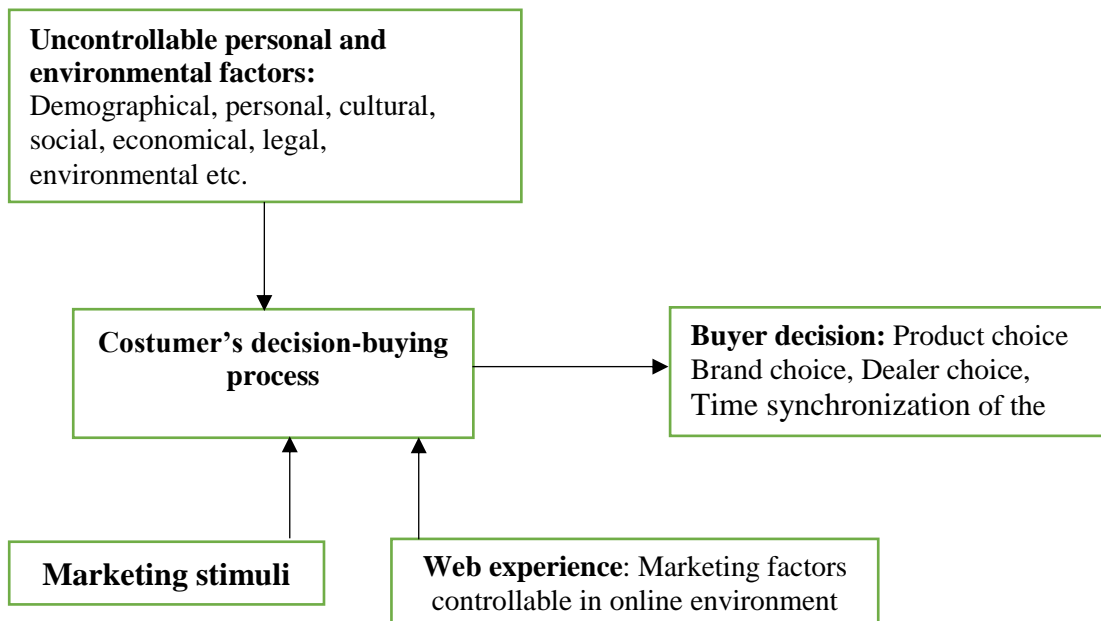 Uncontrollable personal and
environmental factors:
Demographical, personal, cultural,
social, economical, legal,
environmental etc.
Costumer's decision-buying
process
Buyer decision: Product choice
Brand choice, Dealer choice,
Time synchronization of the
Marketing stimuli
Web experience: Marketing factors
controllable in online environment